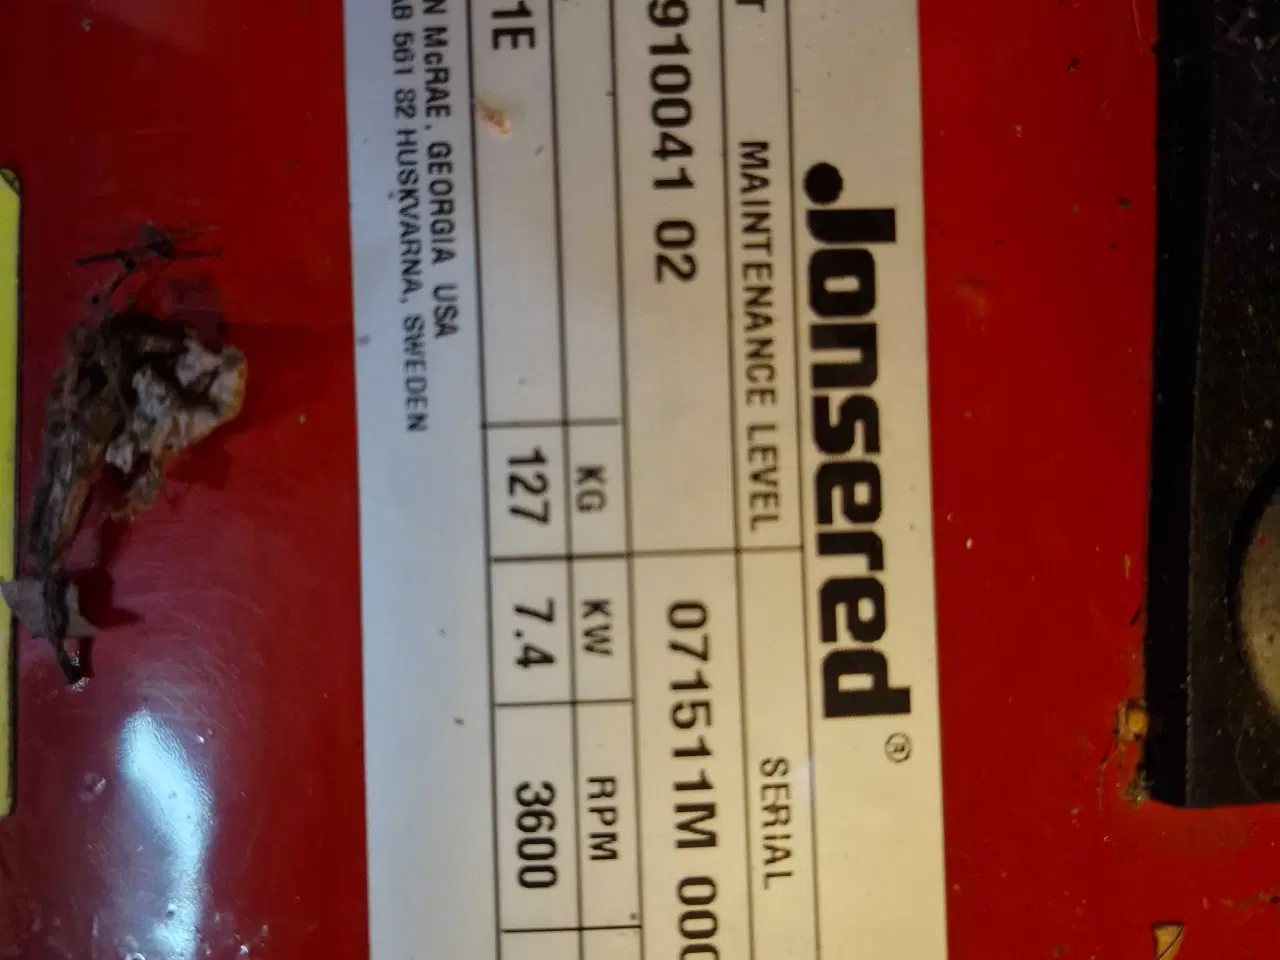 Jonsered ®
MAINTENANCE LEVEL SERIAL
910041 02 071511M 000
KG KW RPM
1E 127 7.4 3600
McRAE, GEORGIA USA
AB 561 82 HUSKVARNA, SWEDEN